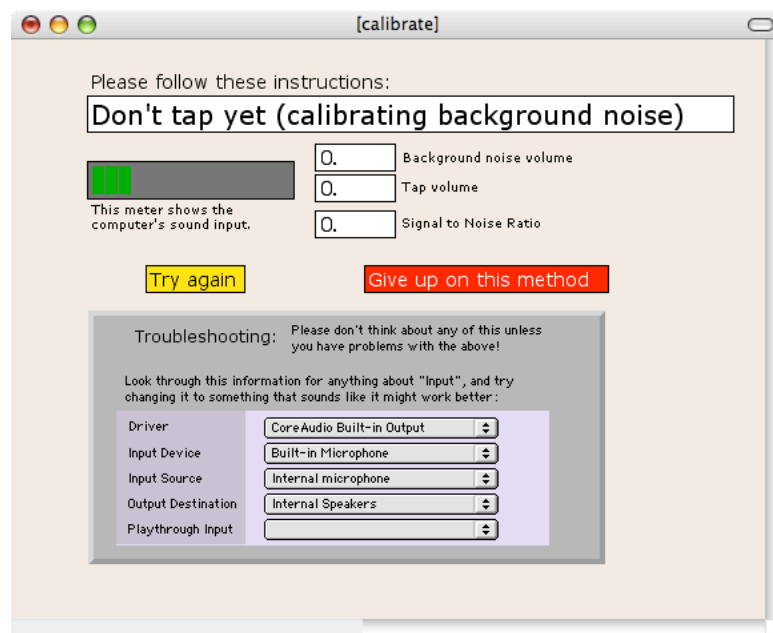 [calibrate]
Please follow these instructions:
Don't tap yet (calibrating background noise)
0. Background noise volume
0. Tap volume
This meter shows the
computer's sound input.
0. Signal to Noise Ratio
Try again
Give up on this method
Troubleshooting:
Please don't think about any of this unless
you have problems with the above!
Look through this information for anything about "Input", and try
changing it to something that sounds like it might work better:
Driver CoreAudio Built-in Output
Input Device Built-in Microphone
Input Source Internal microphone
Output Destination Internal Speakers
Playthrough Input